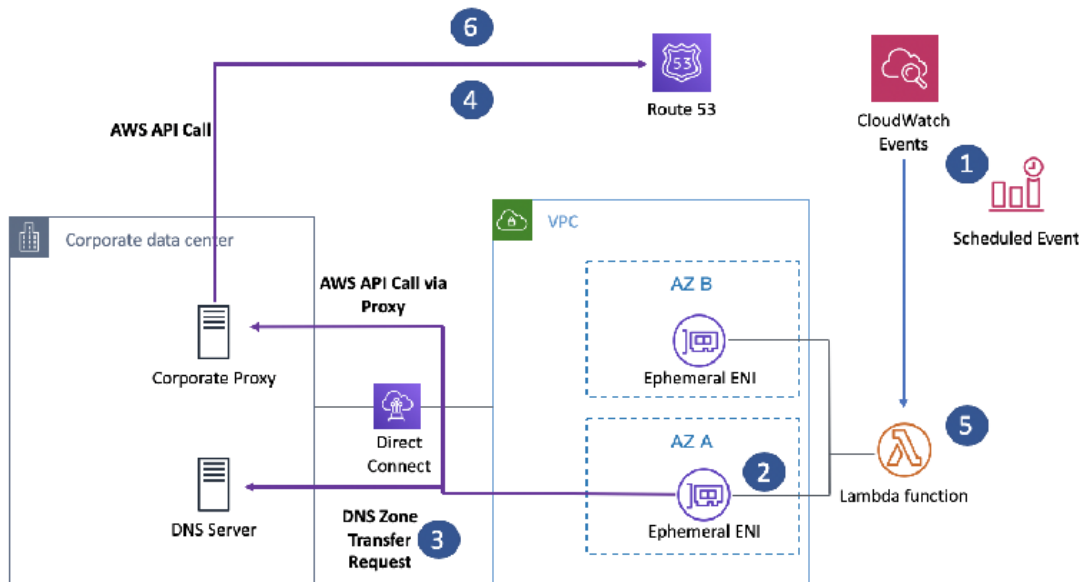 6
53
4
Route 53
AWS API Call
CloudWatch
Events
1
Scheduled Event
Corporate data center
VPC
AWS API Call via
Proxy
AZ B
Ephemeral ENI
Corporate Proxy
Direct
Connect
AZ A
2
5
Lambda function
DNS Server
DNS Zone
Transfer
Request
3
Ephemeral ENI